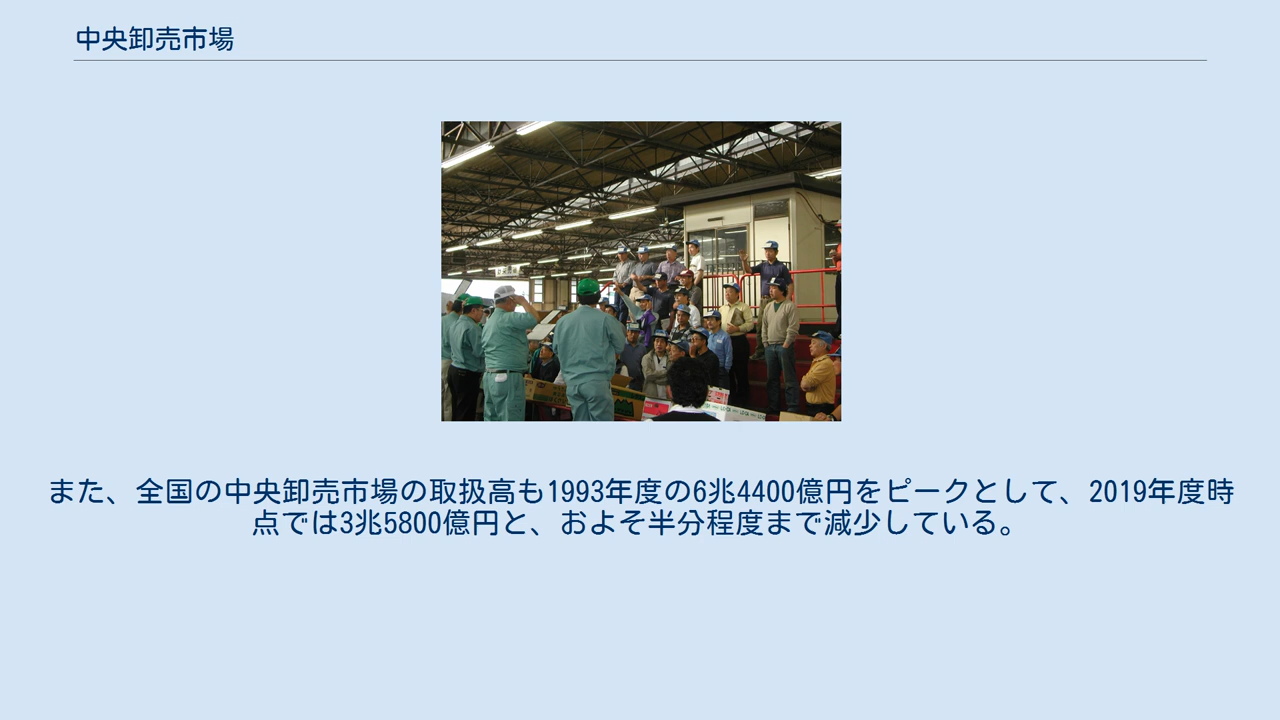 中央卸売市場
また、全国の中央卸売市場の取扱高も1993年度の6兆4400億円をピークとして、2019年度時
点では3兆5800億円と、およそ半分程度まで減少している。